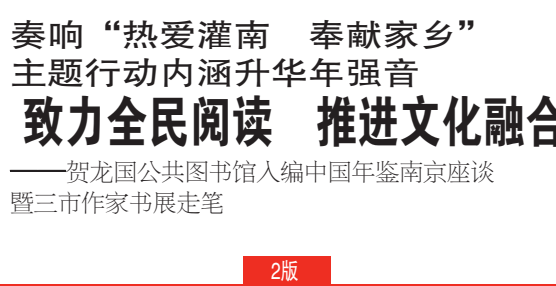 奏响“热爱灌南　奉献家乡”
主题行动内涵升华年强音
致力全民阅读　推进文化融合
——贺龙国公共图书馆入编中国年鉴南京座谈
暨三市作家书展走笔
2版